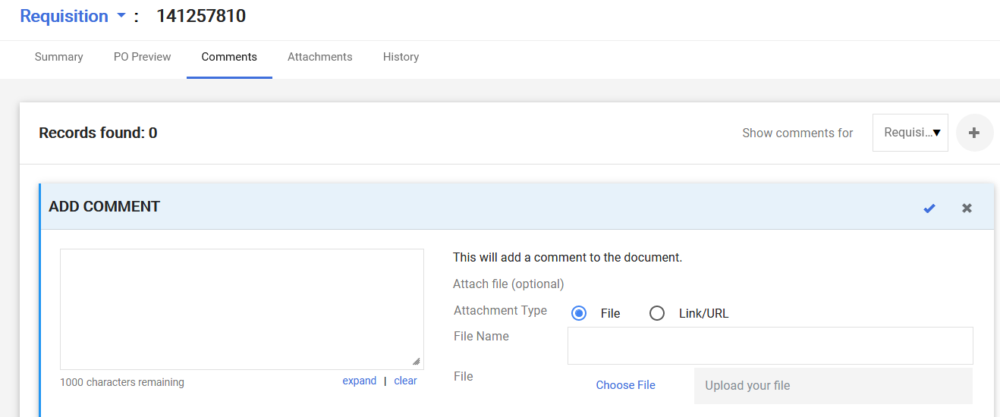 Requisition : 141257810
Summary PO Preview Comments Attachments History
Records found: 0 Show comments for Requisi...
ADD COMMENT
This will add a comment to the document.
Attach file (optional)
Attachment Type File Link/URL
File Name
1000 characters remaining expand | clear
File Choose File Upload your file